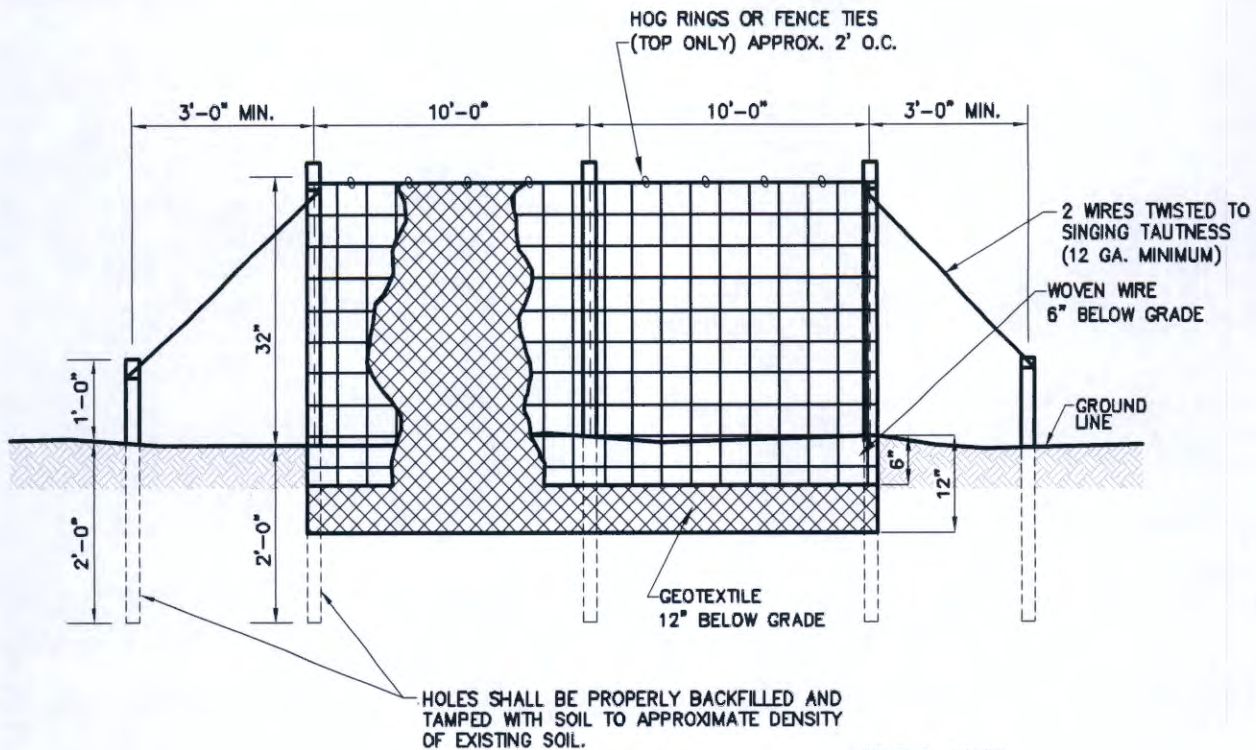 HOG RINGS OR FENCE TIES
(TOP ONLY) APPROX. 2' O.C.
3'-0" MIN.
10'-0"
10'-0"
3'-0" MIN.
2 WIRES TWISTED TO
SINGING TAUTNESS
(12 GA. MINIMUM)
WOVEN WIRE
6" BELOW GRADE
32"
1'-0"
GROUND
LINE
6"
12"
2'-0"
2'-0"
GEOTEXTILE
12" BELOW GRADE
HOLES SHALL BE PROPERLY BACKFILLED AND
TAMPED WITH SOIL TO APPROXIMATE DENSITY
OF EXISTING SOIL.